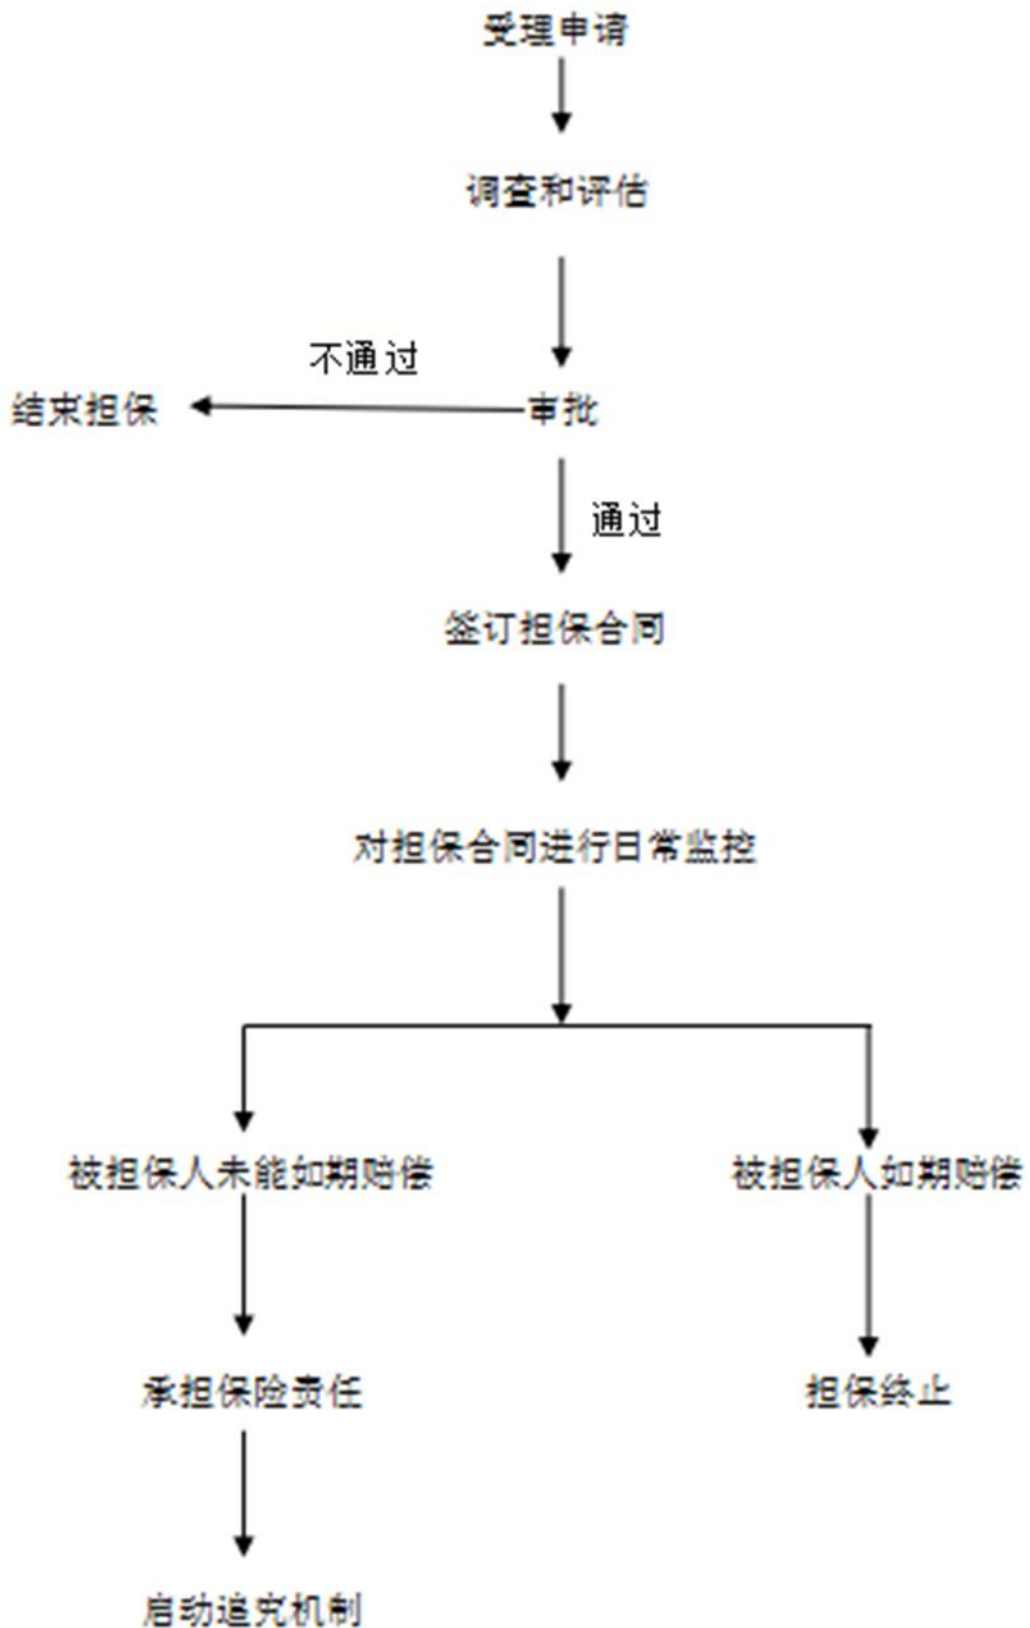 受理申请
调查和评估
不通过
结束担保
审批
通过
签订担保合同
对担保合同进行日常监控
被担保人未能如期赔偿
被担保人如期赔偿
承担保险责任
担保终止
启动追究机制